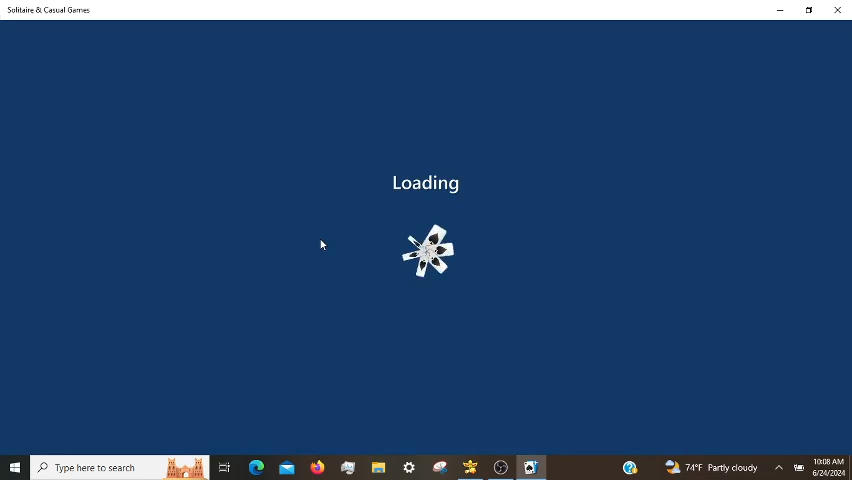 Solitaire & Casual Games
Loading
Type here to search
74°F Partly cloudy
10:08 AM
6/24/2024